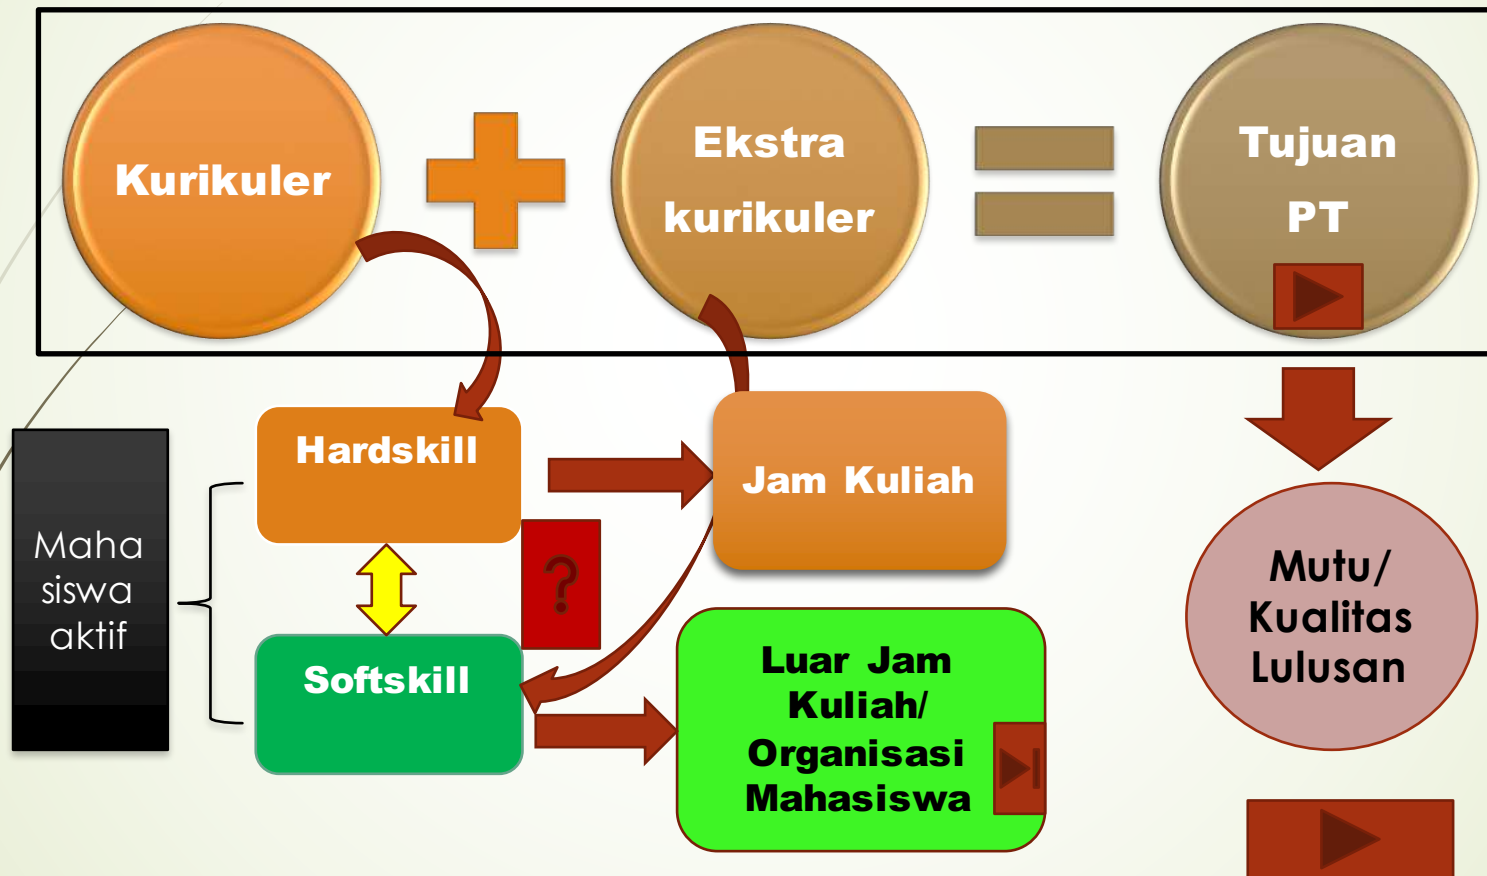 Kurikuler
Ekstra
kurikuler
Tujuan
PT
Hardskill
Jam Kuliah
Maha
siswa
aktif
?
Softskill
Luar Jam
Kuliah/
Organisasi
Mahasiswa
Mutu/
Kualitas
Lulusan